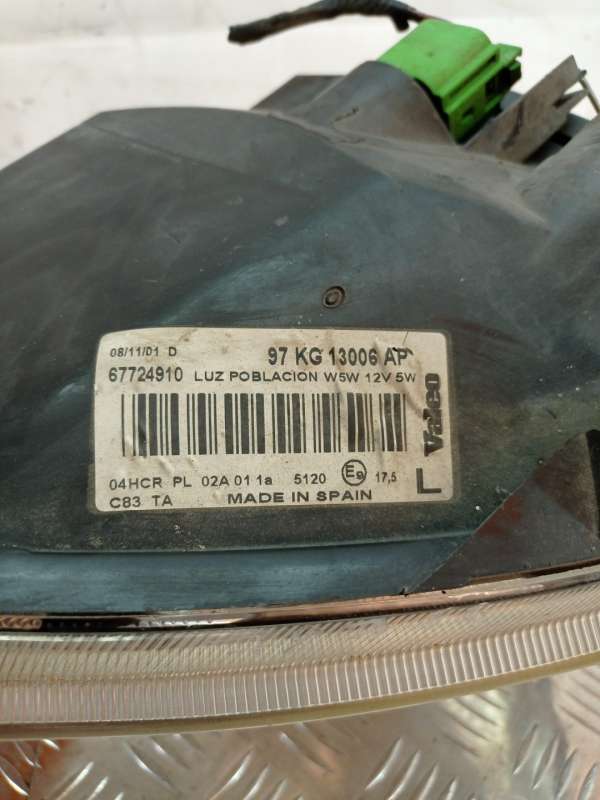 08/11/01 D 97 KG 13006 AP
67724910 LUZ POBLACION W5W 12V 5W
Valeo
04HCR PL 02A 01 1a 5120 E9 17,5
C83 TA MADE IN SPAIN L